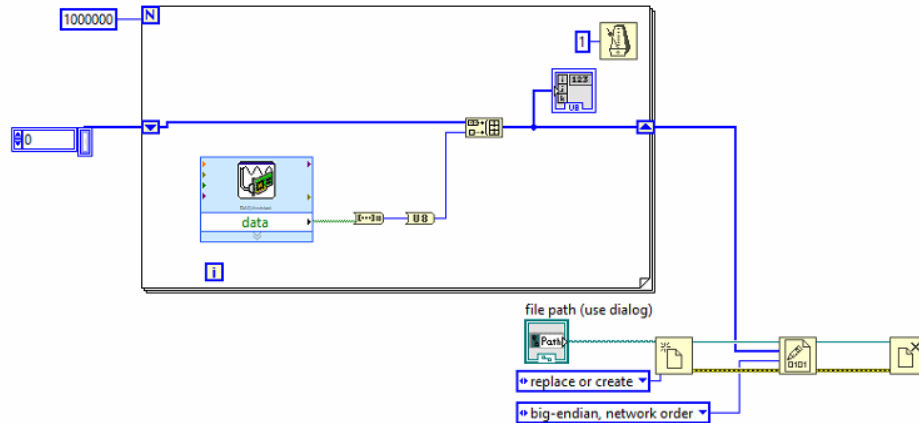 1000000
N
1
123
U8
0
data
U8
i
file path (use dialog)
Path
replace or create
0101
big-endian, network order